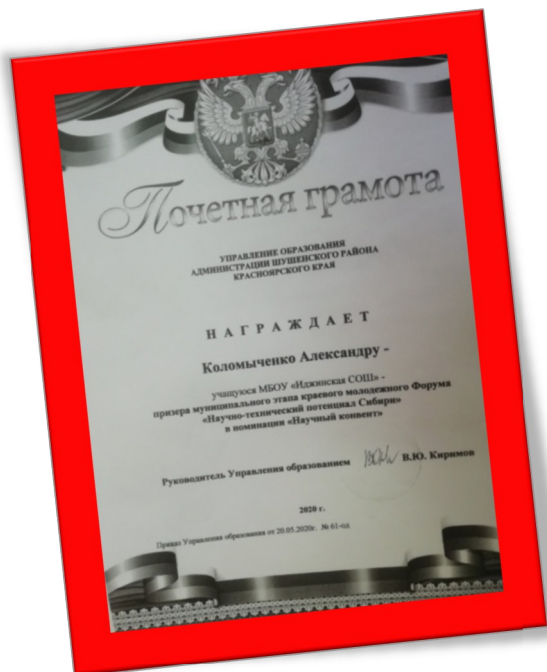 Почетная грамота
УПРАВЛЕНИЕ ОБРАЗОВАНИЯ
АДМИНИСТРАЦИИ ШУШЕНСКОГО РАЙОНА
КРАСНОЯРСКОГО КРАЯ
НАГРАЖДАЕТ
Коломыченко Александру -
учащуюся МБОУ «Иджинская СОШ» -
призера муниципального этапа краевого молодежного Форума
«Научно-технический потенциал Сибири»
в номинации «Научный конвент»
Руководитель Управления образованием В.Ю. Киримов
2020 г.
Приказ Управления образования от 20.05.2020г. № 61-од